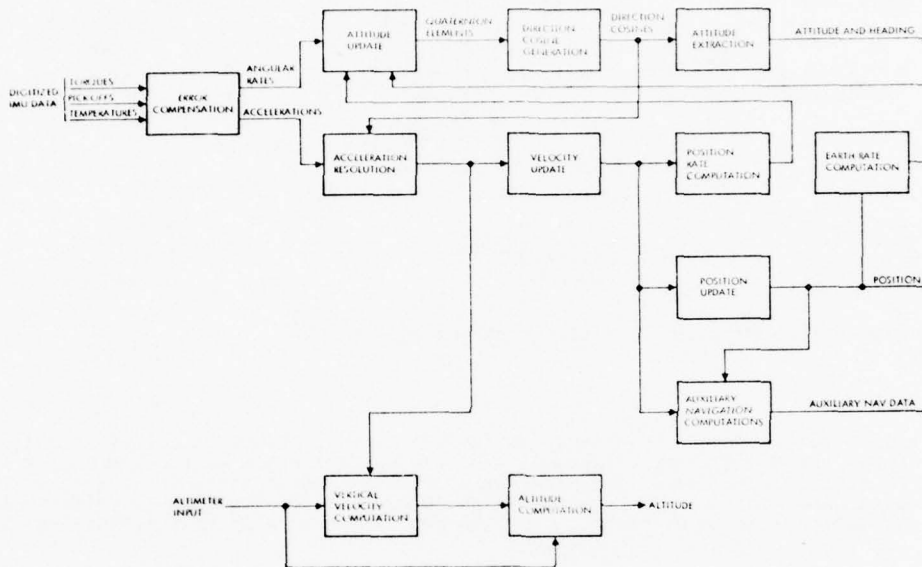 QUATERNION
ELEMENTS
DIRECTION
COSINES
ATTITUDE
UPDATE
DIRECTION
COSINE
GENERATION
ATTITUDE
EXTRACTION
ATTITUDE AND HEADING
DIGITIZED
IMU DATA
TORQUES
PICKOFFS
TEMPERATURES
ERROR
COMPENSATION
ANGULAR
RATES
ACCELERATIONS
ACCELERATION
RESOLUTION
VELOCITY
UPDATE
POSITION
RATE
COMPUTATION
EARTH RATE
COMPUTATION
POSITION
UPDATE
POSITION
AUXILIARY
NAVIGATION
COMPUTATIONS
AUXILIARY NAV DATA
ALTIMETER
INPUT
VERTICAL
VELOCITY
COMPUTATION
ALTITUDE
COMPUTATION
ALTITUDE